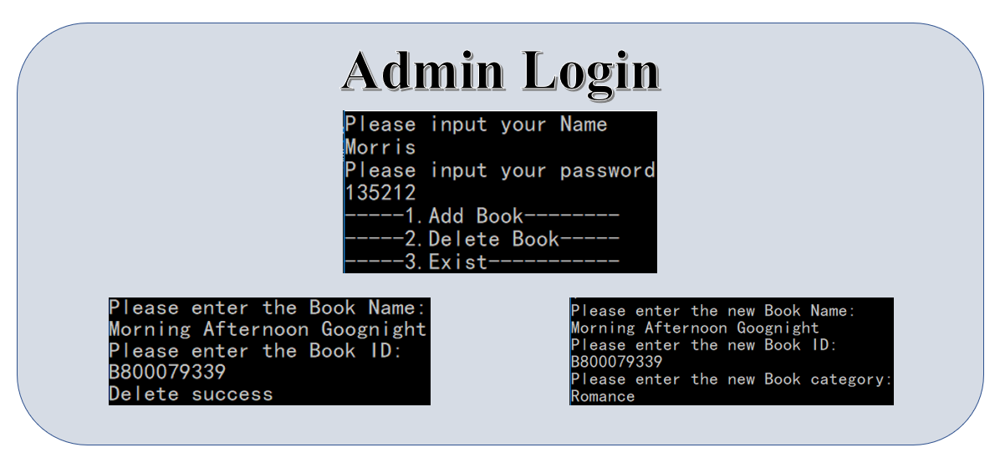 Admin Login
Please input your Name
Morris
Please input your password
135212
-----1.Add Book--------
-----2.Delete Book-----
-----3.Exist-----------
Please enter the Book Name:
Morning Afternoon Goognight
Please enter the Book ID:
B800079339
Delete success
Please enter the new Book Name:
Morning Afternoon Goognight
Please enter the new Book ID:
B800079339
Please enter the new Book category:
Romance